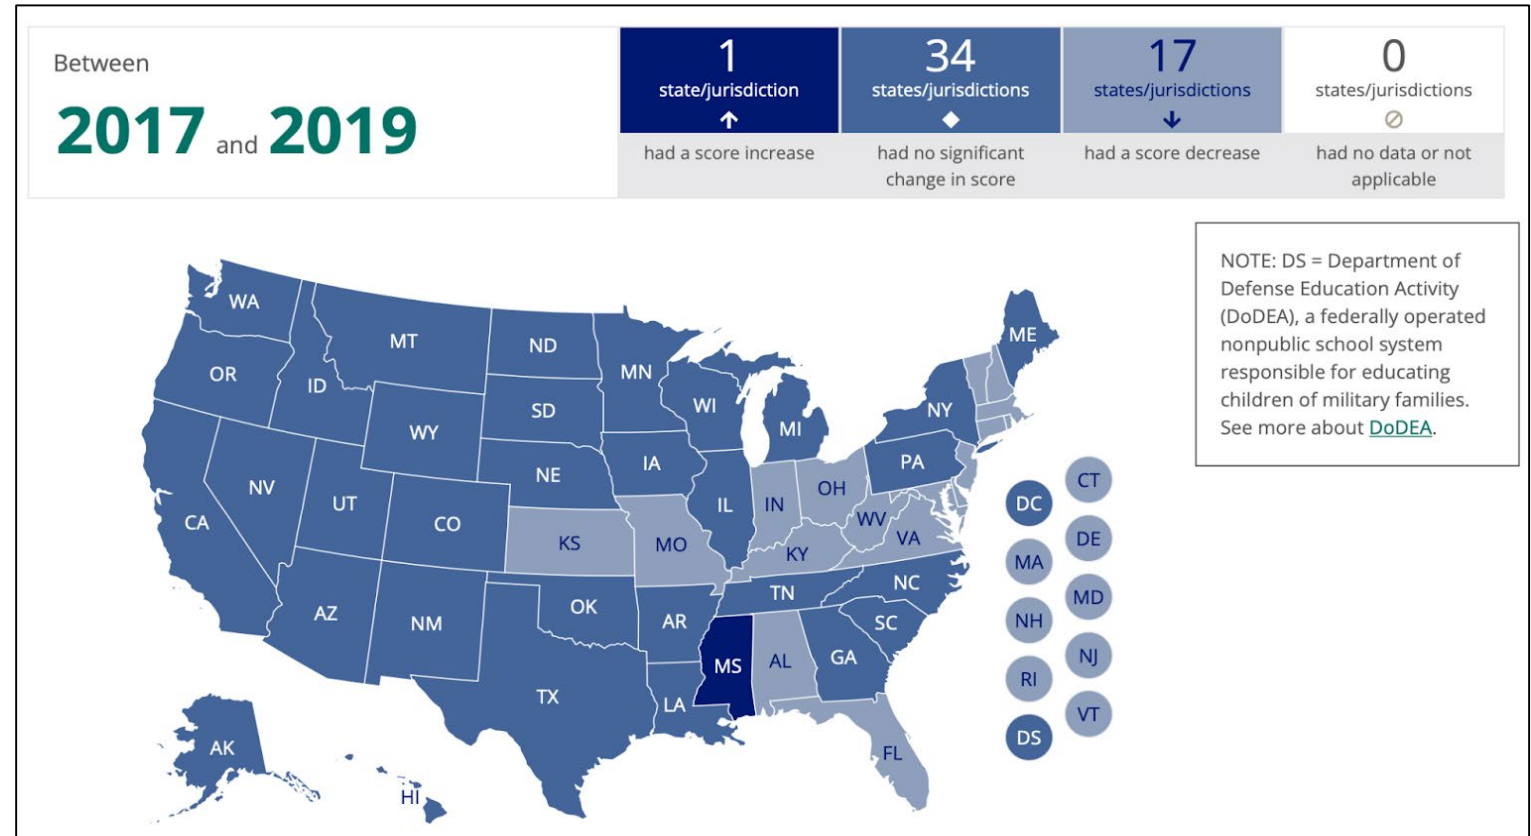 Between
2017 and 2019
1
state/jurisdiction
had a score increase
34
states/jurisdictions
had no significant
change in score
17
states/jurisdictions
had a score decrease
0
states/jurisdictions
had no data or not
applicable
NOTE: DS = Department of
Defense Education Activity
(DoDEA), a federally operated
nonpublic school system
responsible for educating
children of military families.
See more about DoDEA.
WA
MT
ND
MN
ME
OR
ID
SD
WI
MI
NY
WY
NE
IA
PA
NV
UT
CO
IL
IN
OH
CA
KS
MO
WV
KY
VA
AZ
NM
OK
AR
TN
NC
SC
MS
AL
GA
TX
LA
AK
HI
FL
CT
DC
DE
MA
MD
NH
NJ
RI
VT
DS